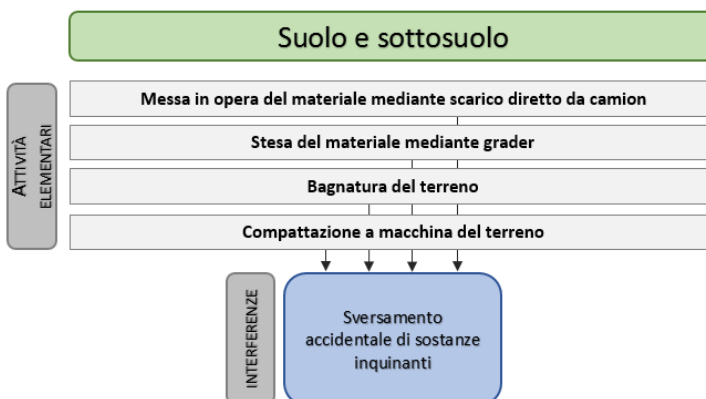 Suolo e sottosuolo
Messa in opera del materiale mediante scarico diretto da camion
Stesa del materiale mediante grader
Bagnatura del terreno
Compattazione a macchina del terreno
ATTIVITÀ
ELEMENTARI
INTERFERENZE
Sversamento
accidentale di sostanze
inquinanti